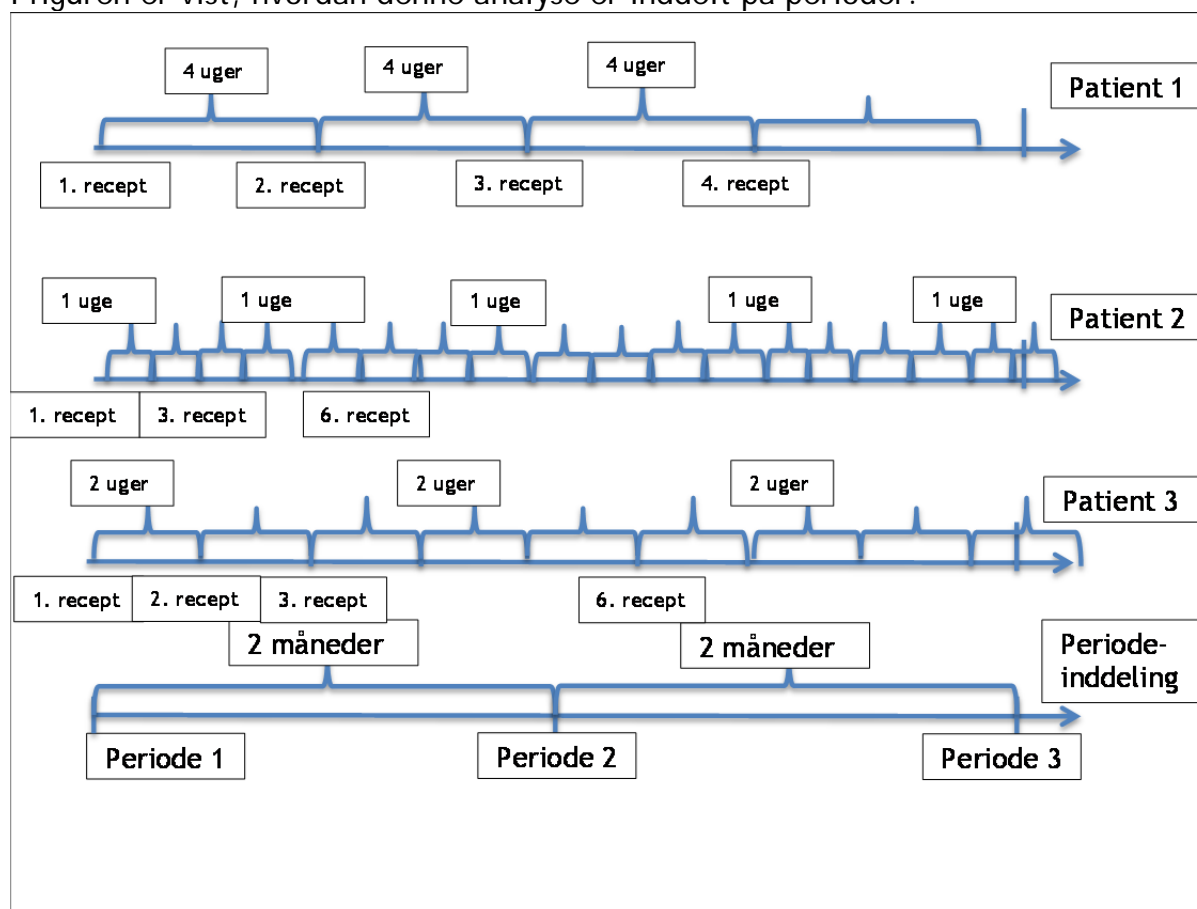 I figuren er vist, hvordan denne analyse er inddelt på perioder:
4 uger
4 uger
4 uger
Patient 1
1. recept
2. recept
3. recept
4. recept
1 uge
1 uge
1 uge
1 uge
1 uge
Patient 2
1. recept
3. recept
6. recept
2 uger
2 uger
2 uger
Patient 3
1. recept
2. recept
3. recept
6. recept
2 måneder
2 måneder
Periode-
inddeling
Periode 1
Periode 2
Periode 3